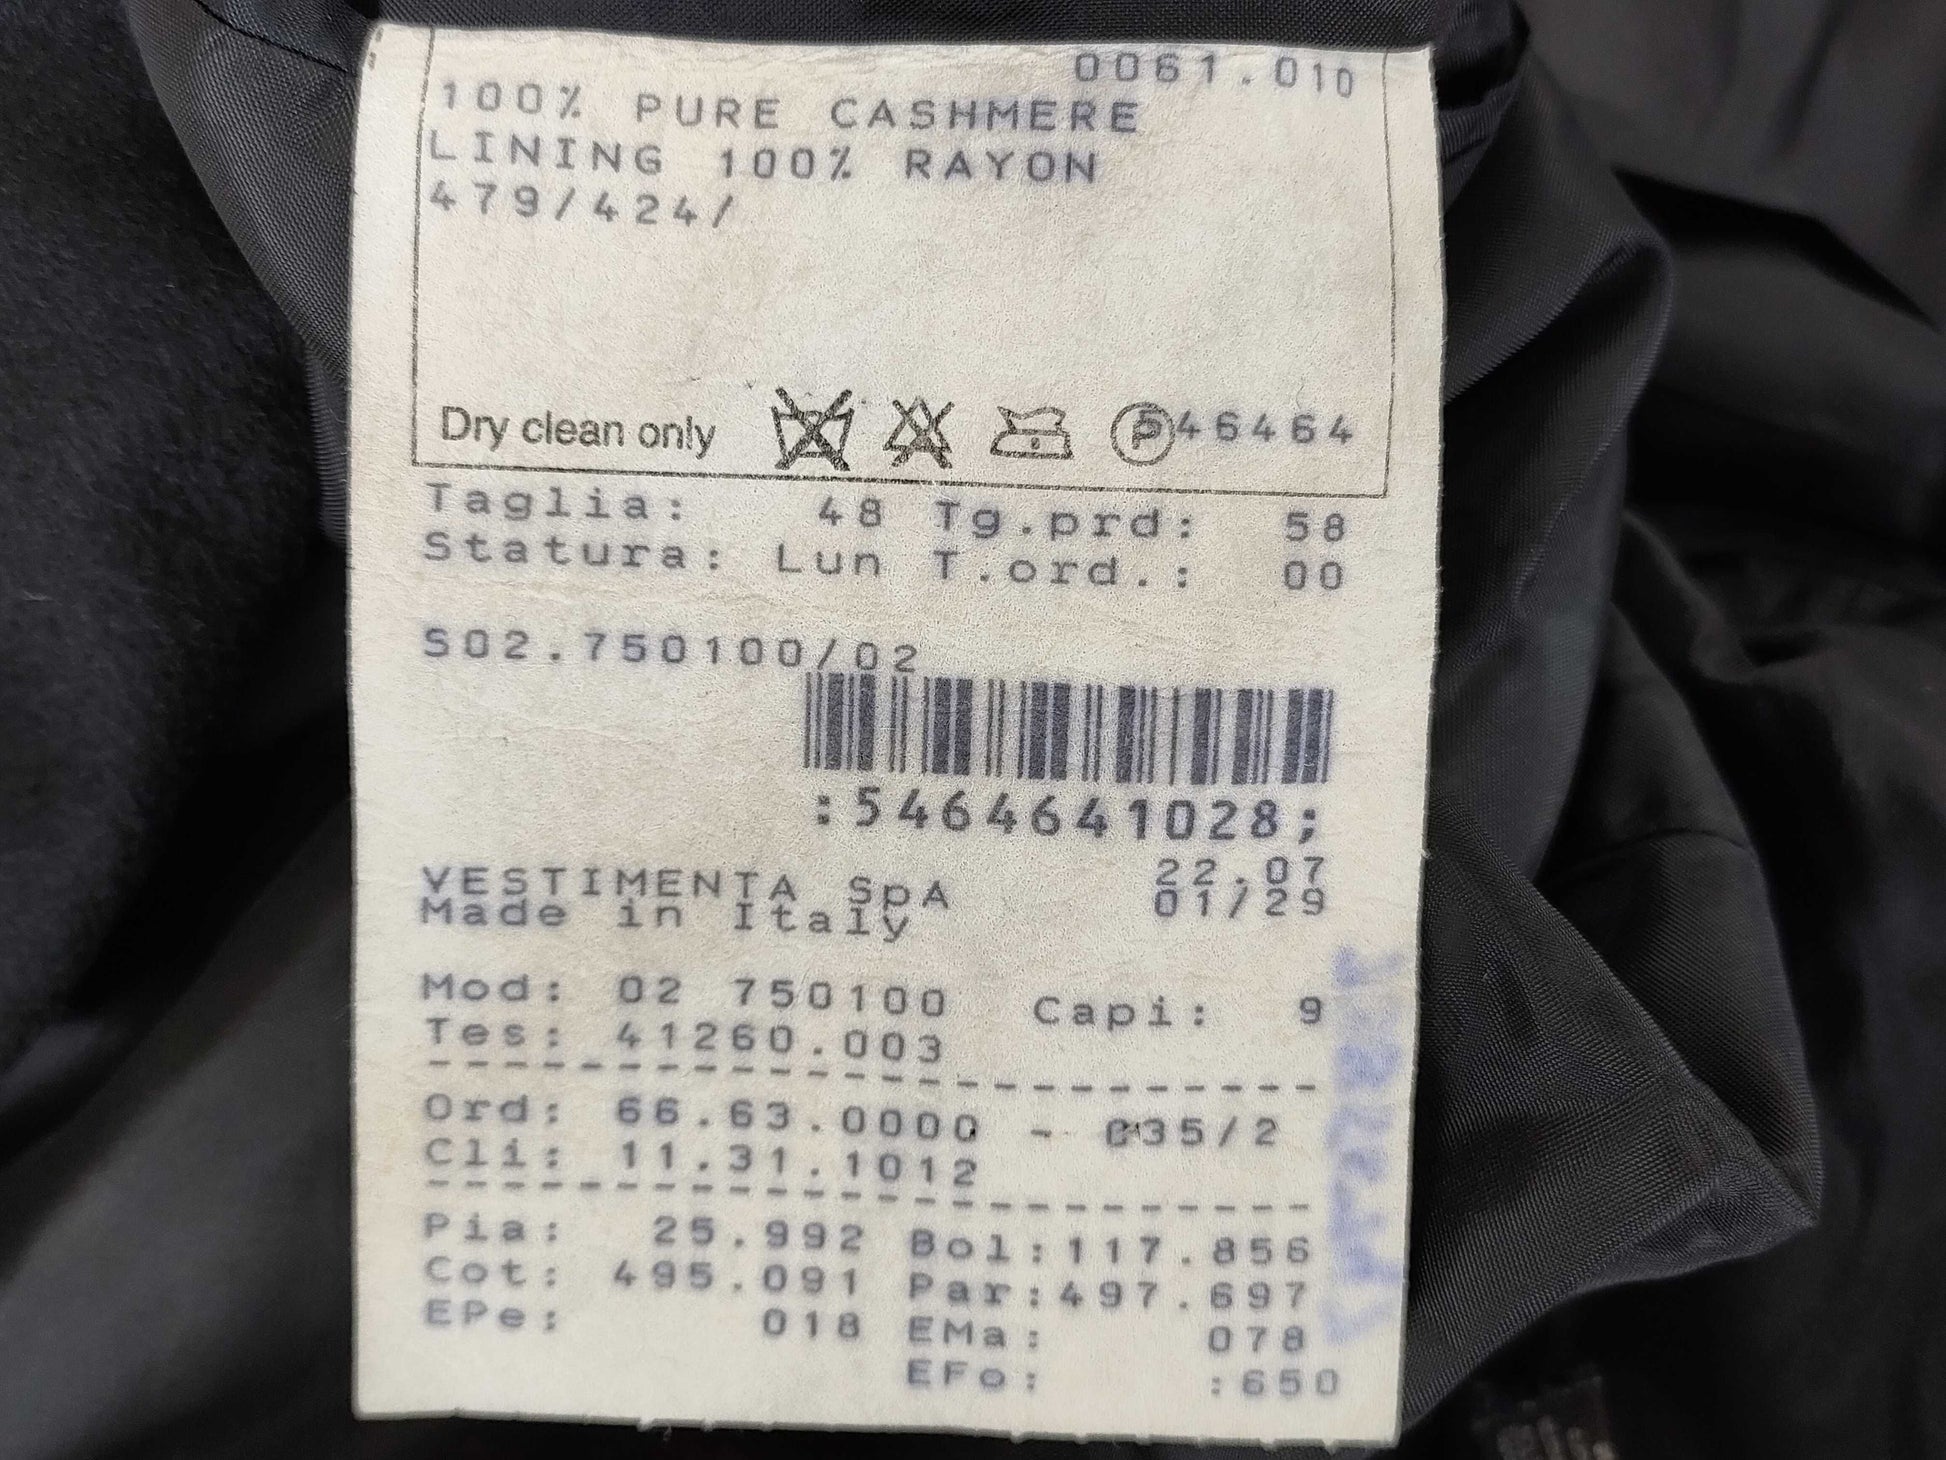 0061.010
100% PURE CASHMERE
LINING 100% RAYON
479/424/
Dry clean only P 546464
Taglia: 48 Tg.prd: 58
Statura: Lun T.ord.: 00
S02.750100/02
:5464641028;
VESTIMENTA SpA 22.07
Made in Italy 01/29
Mod: 02 750100 Capi: 9
Tes: 41260.003
Ord: 66.63.0000 - 035/2
Cli: 11.31.1012
Pia: 25.992 Bol:117.856
Cot: 495.091 Par:497.697
EPe: 018 EMa: 078
EFo: :650